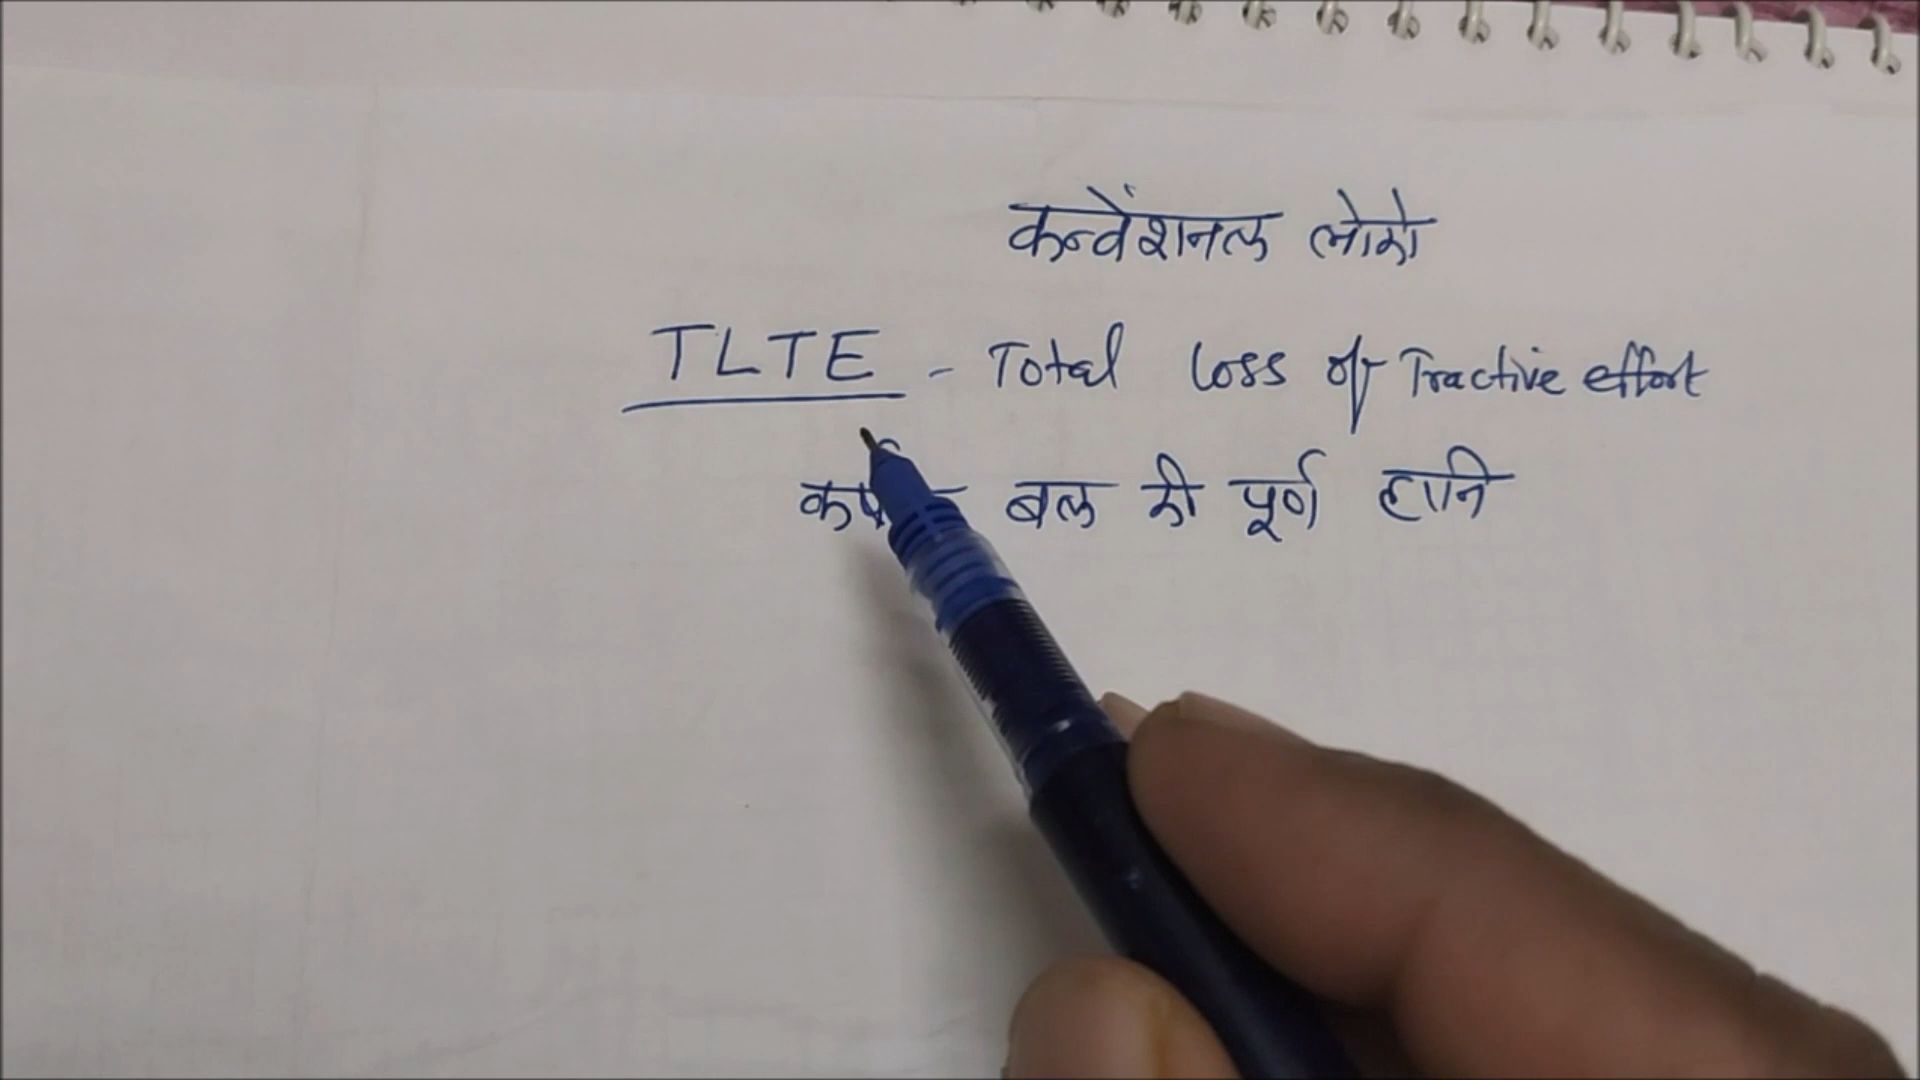 कन्वेंशनल लोको
TLTE - Total Loss of Tractive effort
बल की पूर्ण हानि